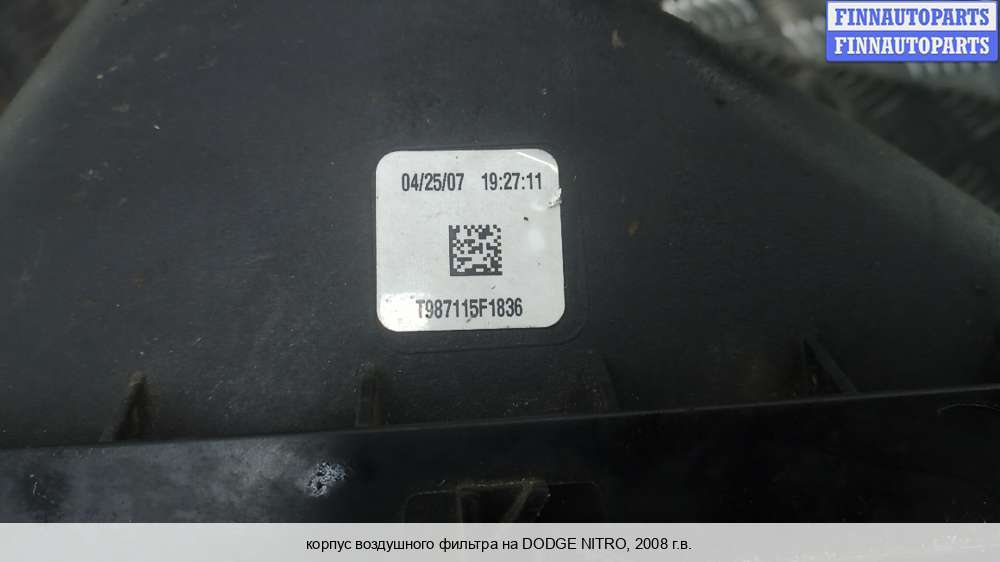 FINNAUTOPARTS
FINNAUTOPARTS
04/25/07 19:27:11
T987115F1836
корпус воздушного фильтра на DODGE NITRO, 2008 г.в.